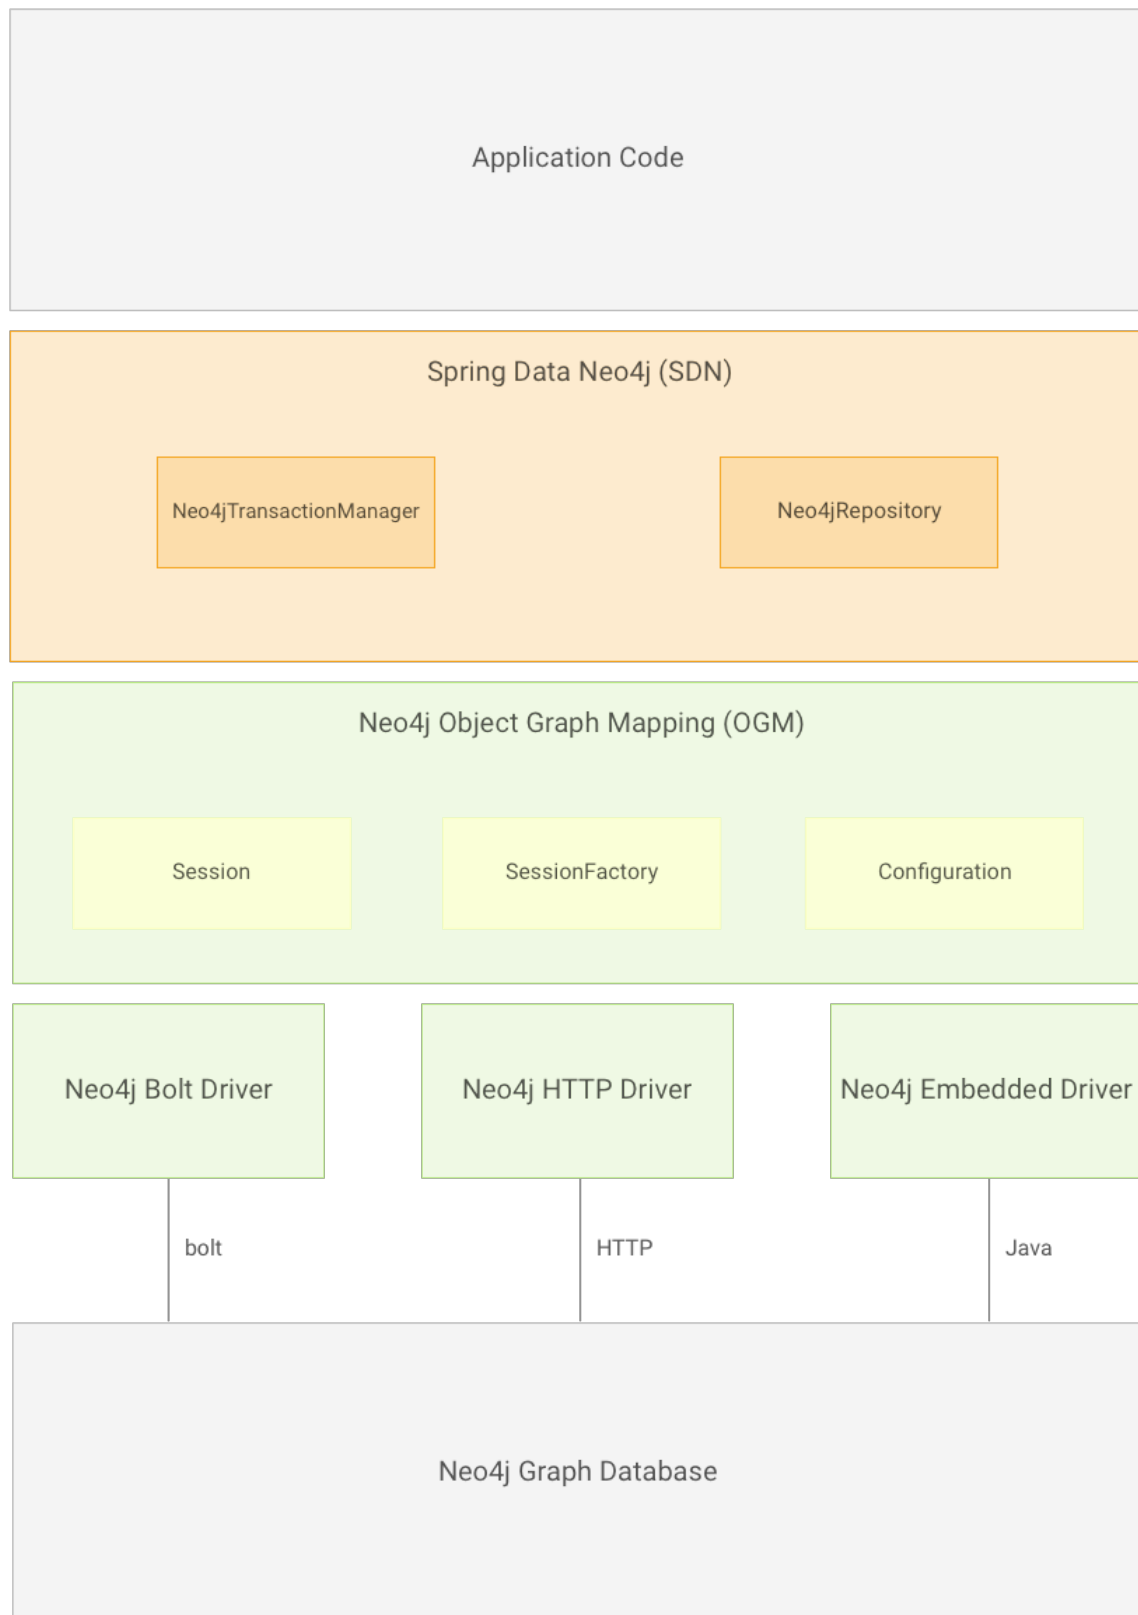 Application Code
Spring Data Neo4j (SDN)
Neo4jTransactionManager
Neo4jRepository
Neo4j Object Graph Mapping (OGM)
Session
SessionFactory
Configuration
Neo4j Bolt Driver
Neo4j HTTP Driver
Neo4j Embedded Driver
bolt
HTTP
Java
Neo4j Graph Database